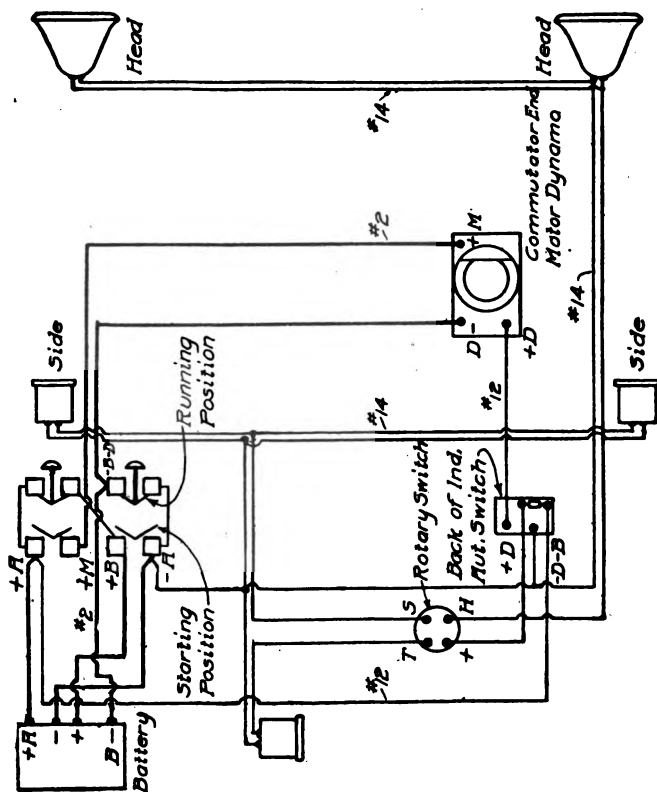 Head
Head
#14
Commutator End
Motor Dynama
#2
+M.
D-
+D
#14
Side
Side
Running
Position
#14
#12
-B-D
Rotary Switch
Back of Ind.
Aut. Switch
+A
+M
+B
-A
+D
-D-B
S
H
T
+
#2
Starting
Position
#12
+A
-
+
B-
Battery